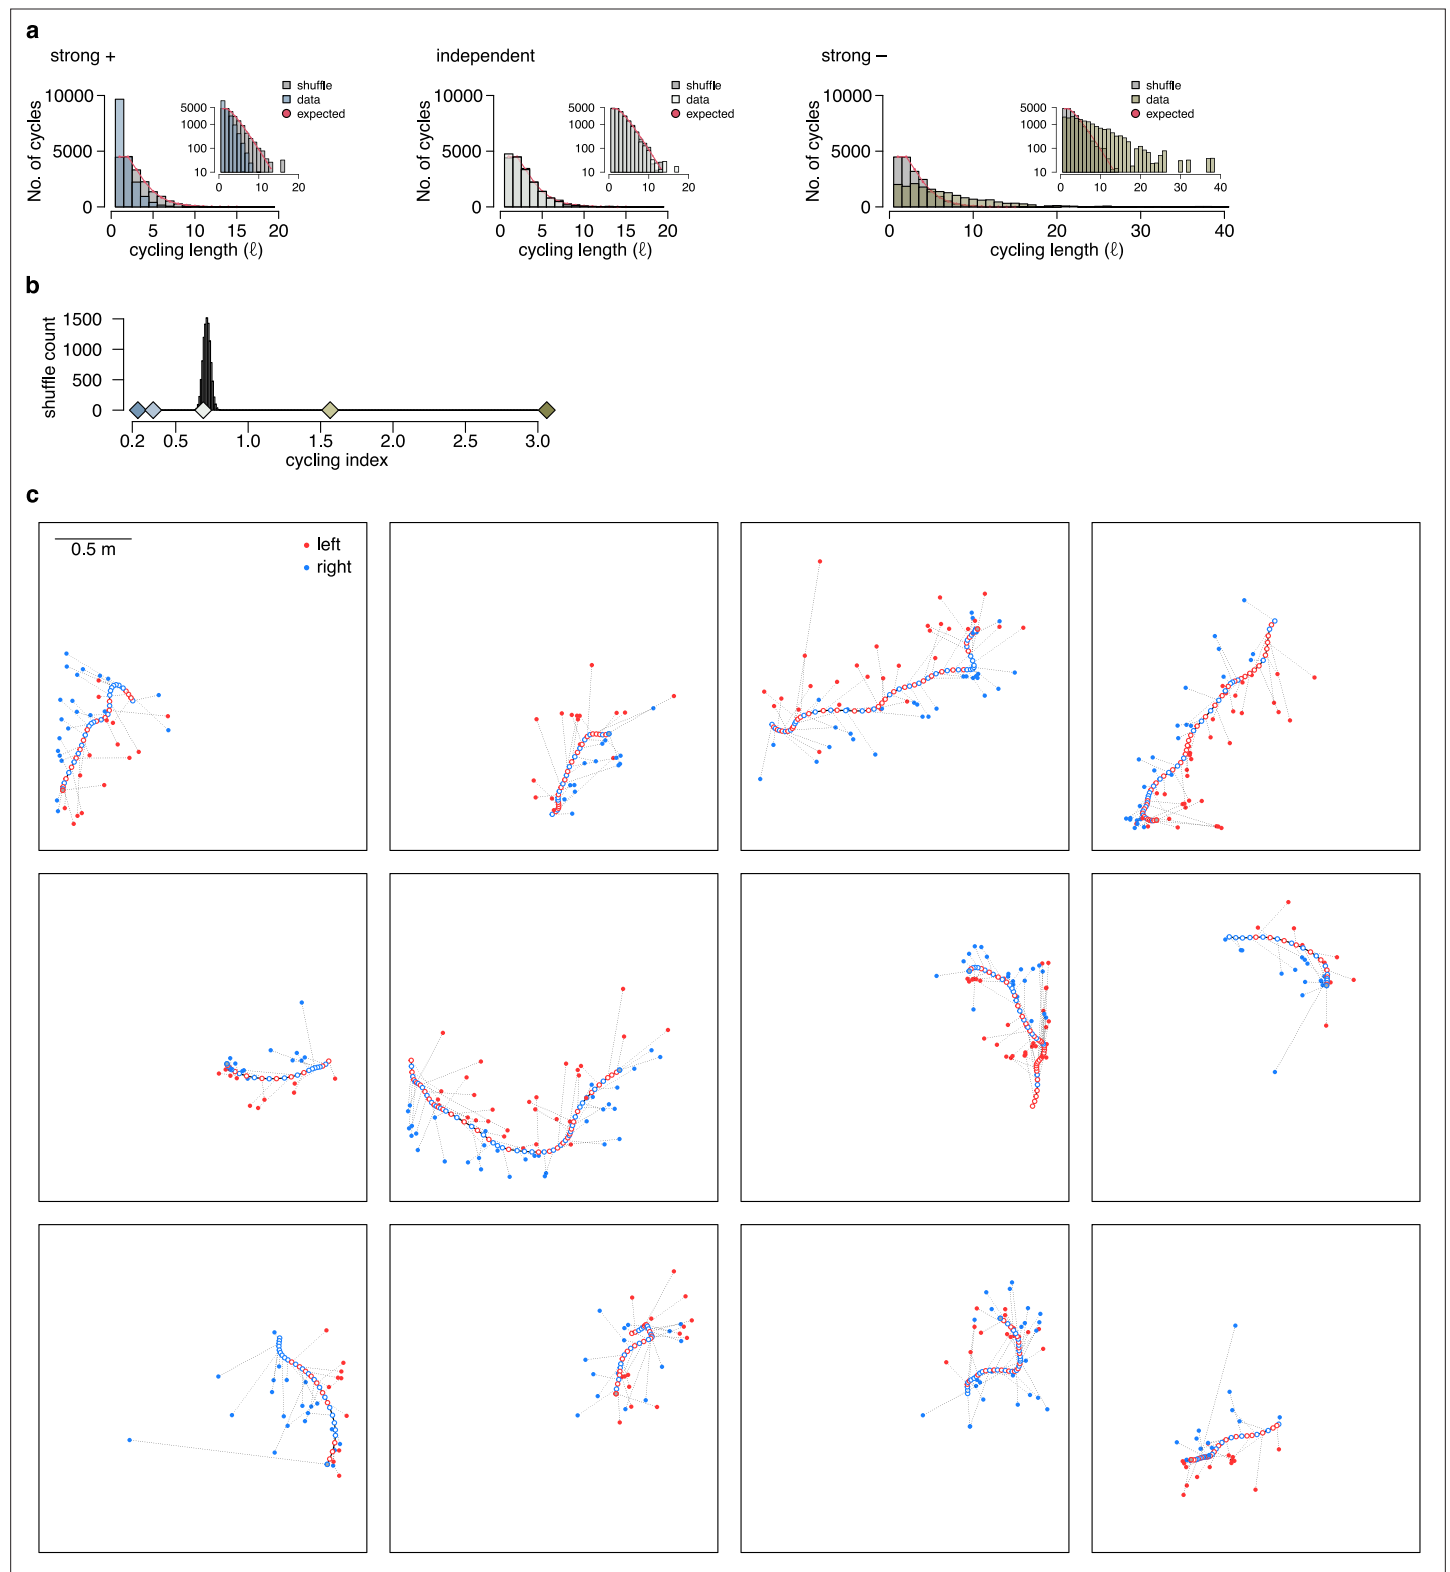 a
strong +
independent
strong –
shuffle
data
expected
No. of cycles
10000
5000
0
5000
1000
100
10
0 10 20
0 5 10 15 20
cycling length (ℓ)
shuffle
data
expected
No. of cycles
10000
5000
0
5000
1000
100
10
0 10 20
0 5 10 15 20
cycling length (ℓ)
shuffle
data
expected
No. of cycles
10000
5000
0
5000
1000
100
10
0 10 20 30 40
0 10 20 30 40
cycling length (ℓ)
b
shuffle count
1500
1000
500
0
0.2 0.5 1.0 1.5 2.0 2.5 3.0
cycling index
c
0.5 m
left
right